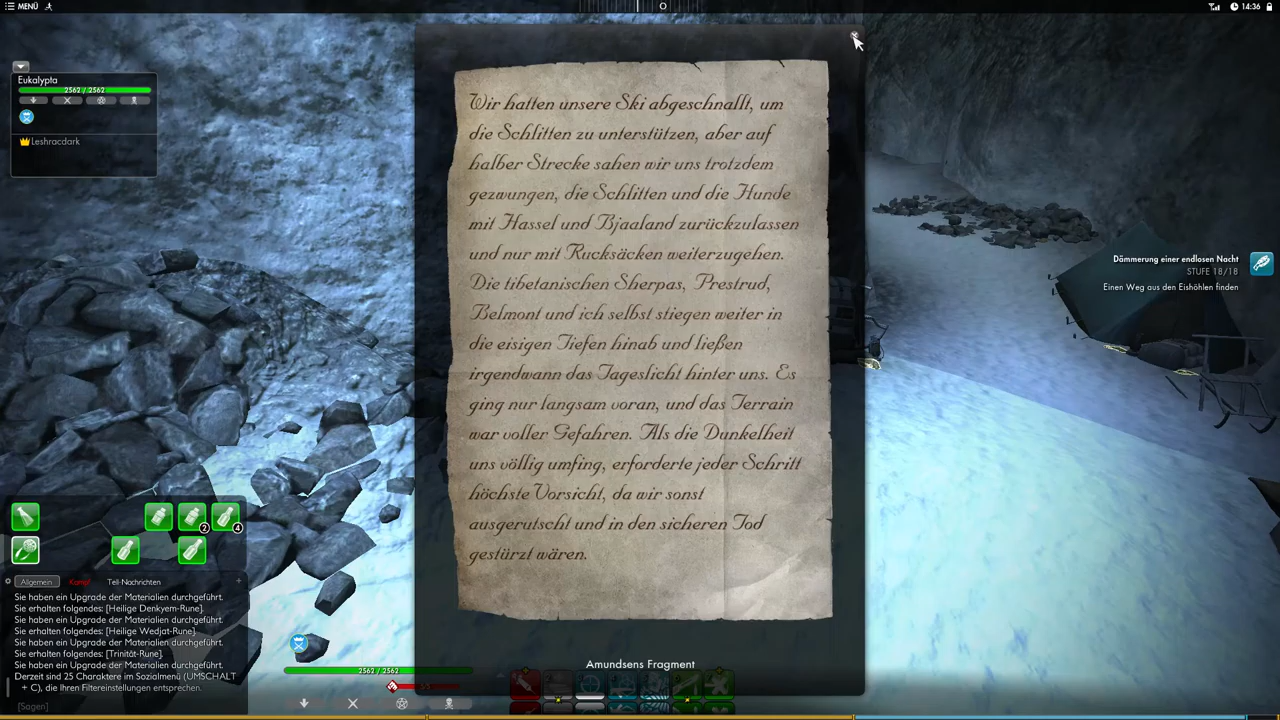 MENÜ
14:36
Eukalypta
2562 / 2562
Leshracdark
Wir hatten unsere Ski abgeschnallt, um
die Schlitten zu unterstützen, aber auf
halber Strecke sahen wir uns trotzdem
gezwungen, die Schlitten und die Hunde
mit Hassel und Bjaaland zurückzulassen
und nur mit Rucksäcken weiterzugehen.
Die tibetanischen Sherpas, Prestrud,
Belmont und ich selbst stiegen weiter in
die eisigen Tiefen hinab und ließen
irgendwann das Tageslicht hinter uns. Es
ging nur langsam voran, und das Terrain
war voller Gefahren. Als die Dunkelheit
uns völlig umfing, erforderte jeder Schritt
höchste Vorsicht, da wir sonst
ausgerutscht und in den sicheren Tod
gestürzt wären.
Amundsens Fragment
Dämmerung einer endlosen Nacht
STUFE 18/18
Einen Weg aus den Eishöhlen finden
2
4
Allgemein Kampf Tell-Nachrichten +
Sie haben ein Upgrade der Materialien durchgeführt.
Sie erhalten folgendes: [Heilige Denkyem-Rune].
Sie haben ein Upgrade der Materialien durchgeführt.
Sie erhalten folgendes: [Heilige Wedjat-Rune].
Sie haben ein Upgrade der Materialien durchgeführt.
Sie erhalten folgendes: [Trinität-Rune].
Sie haben ein Upgrade der Materialien durchgeführt.
Derzeit sind 25 Charaktere im Sozialmenü (UMSCHALT
+ C), die Ihren Filtereinstellungen entsprechen.
[Sagen]
2562 / 2562